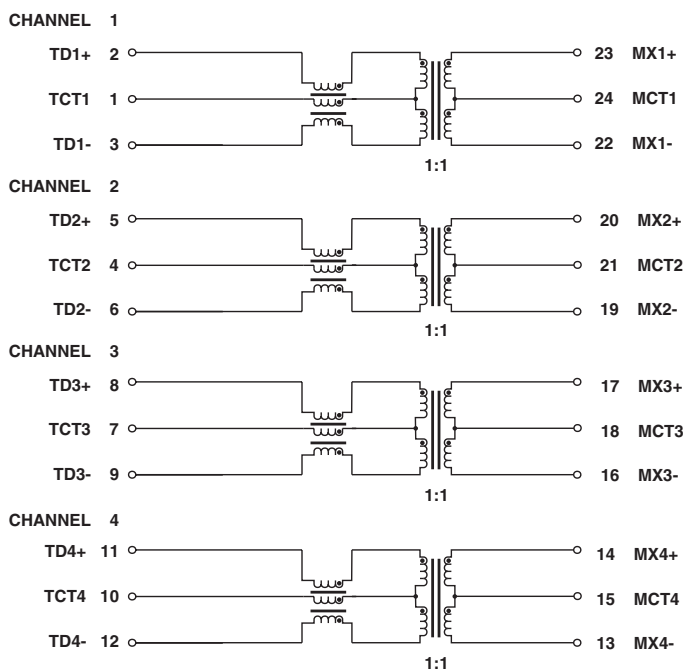 CHANNEL 1
TD1+ 2 23 MX1+
TCT1 1 24 MCT1
TD1- 3 22 MX1-
1:1
CHANNEL 2
TD2+ 5 20 MX2+
TCT2 4 21 MCT2
TD2- 6 19 MX2-
1:1
CHANNEL 3
TD3+ 8 17 MX3+
TCT3 7 18 MCT3
TD3- 9 16 MX3-
1:1
CHANNEL 4
TD4+ 11 14 MX4+
TCT4 10 15 MCT4
TD4- 12 13 MX4-
1:1